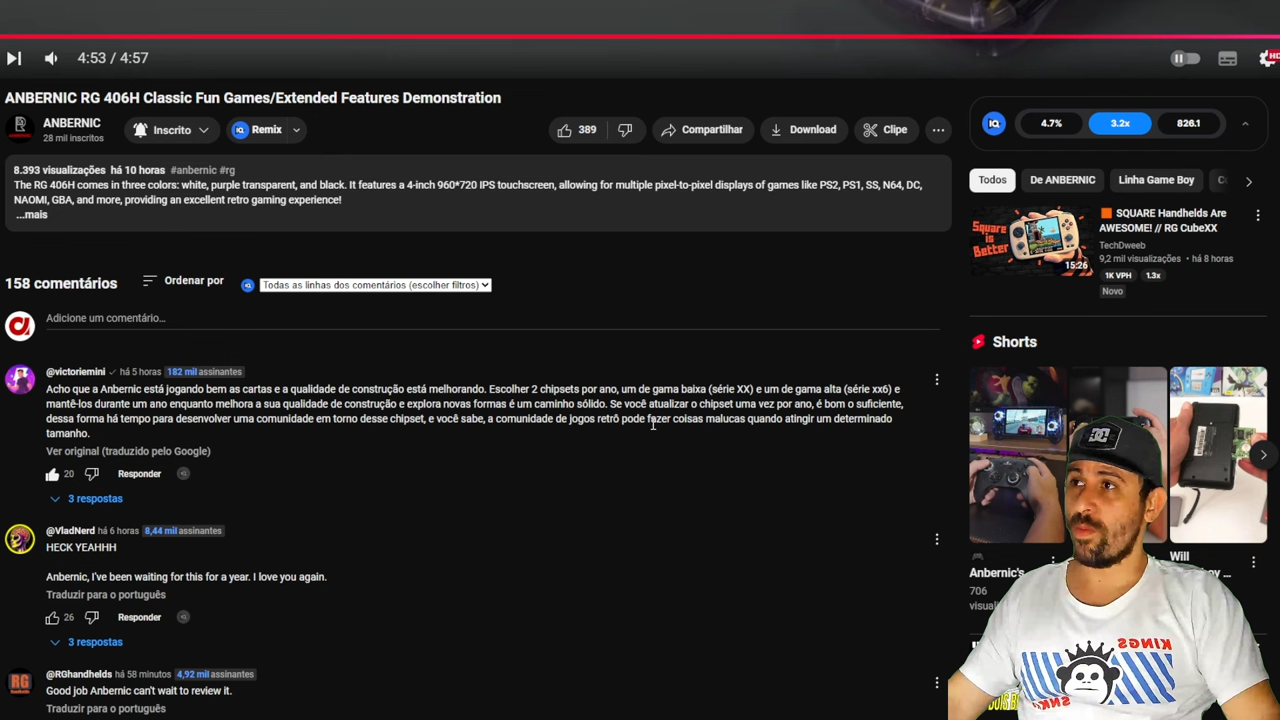 4:53 / 4:57
HD
ANBERNIC RG 406H Classic Fun Games/Extended Features Demonstration
ANBERNIC
28 mil inscritos
Inscrito
Remix
389
Compartilhar
Download
Clipe
8.393 visualizações há 10 horas #anbernic #rg
The RG 406H comes in three colors: white, purple transparent, and black. It features a 4-inch 960*720 IPS touchscreen, allowing for multiple pixel-to-pixel displays of games like PS2, PS1, SS, N64, DC,
NAOMI, GBA, and more, providing an excellent retro gaming experience!
...mais
158 comentários
Ordenar por
Todas as linhas dos comentários (escolher filtros)
Adicione um comentário...
@victoriemini há 5 horas 182 mil assinantes
Acho que a Anbernic está jogando bem as cartas e a qualidade de construção está melhorando. Escolher 2 chipsets por ano, um de gama baixa (série XX) e um de gama alta (série xx6) e
mantê-los durante um ano enquanto melhora a sua qualidade de construção e explora novas formas é um caminho sólido. Se você atualizar o chipset uma vez por ano, é bom o suficiente,
dessa forma há tempo para desenvolver uma comunidade em torno desse chipset, e você sabe, a comunidade de jogos retrô pode fazer coisas malucas quando atingir um determinado
tamanho.
Ver original (traduzido pelo Google)
20
Responder
3 respostas
@VladNerd há 6 horas 8,44 mil assinantes
HECK YEAHHH
Anbernic, I've been waiting for this for a year. I love you again.
Traduzir para o português
26
Responder
3 respostas
@RGhandhelds há 58 minutos 4,92 mil assinantes
RG
Good job Anbernic can't wait to review it.
Traduzir para o português
4.7%
3.2x
826.1
Todos
De ANBERNIC
Linha Game Boy
Square
is
Better
15:26
SQUARE Handhelds Are
AWESOME! // RG CubeXX
TechDweeb
9,2 mil visualizações • há 8 horas
1K VPH
1.3x
Novo
Shorts
Anbernic's
706
Will
KINGS
SNK